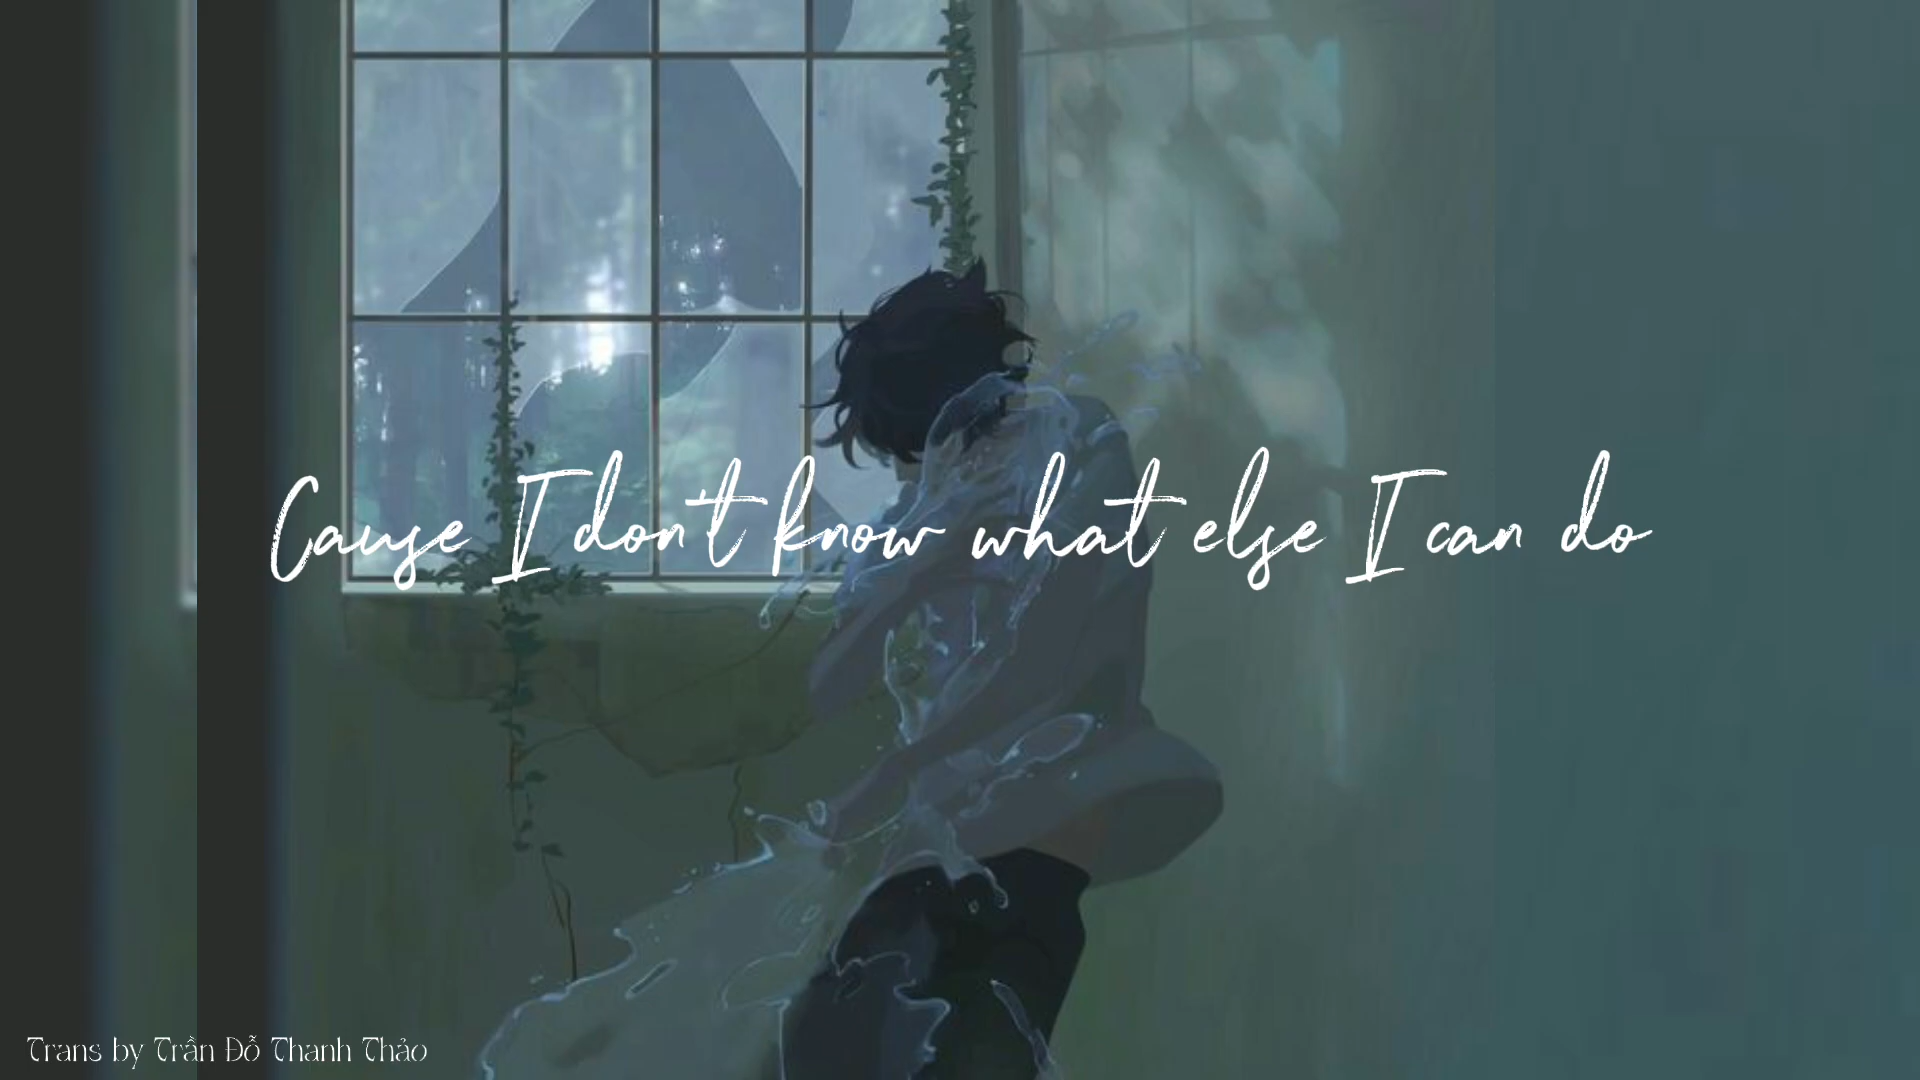 Cause I don't know what else I can do
Trans by Trần Đỗ Thanh Thảo